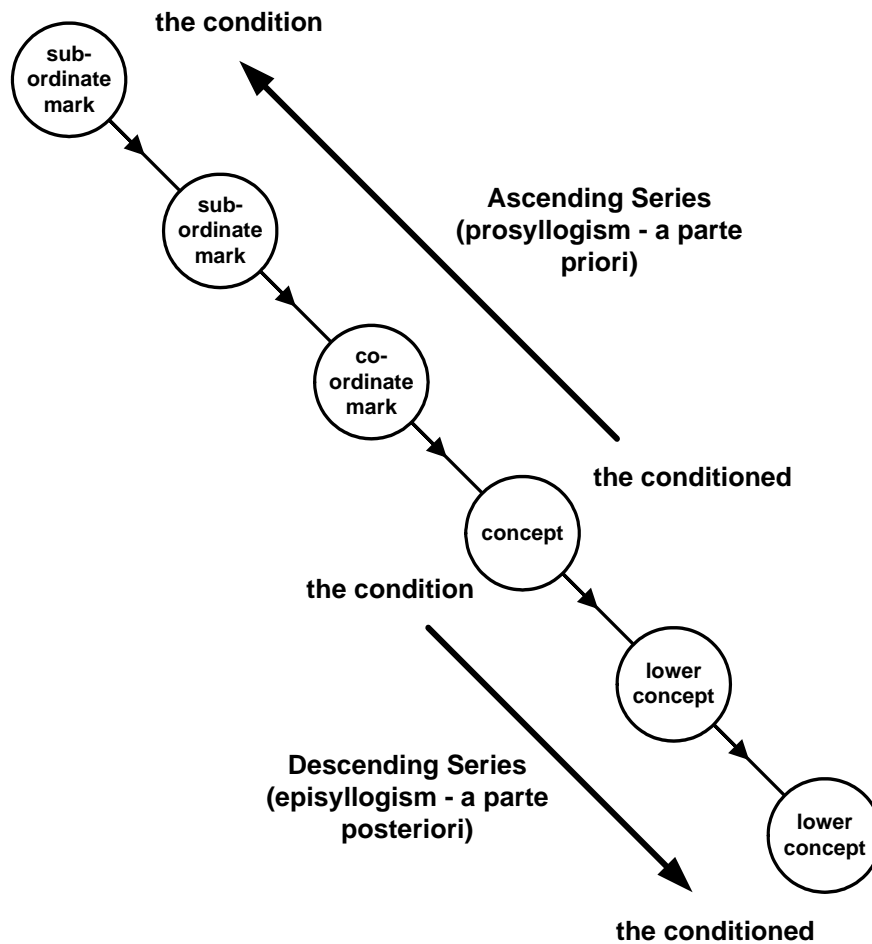 the condition
sub-
ordinate
mark
sub-
ordinate
mark
Ascending Series
(prosyllogism - a parte
priori)
co-
ordinate
mark
the conditioned
concept
the condition
lower
concept
Descending Series
(episyllogism - a parte
posteriori)
lower
concept
the conditioned